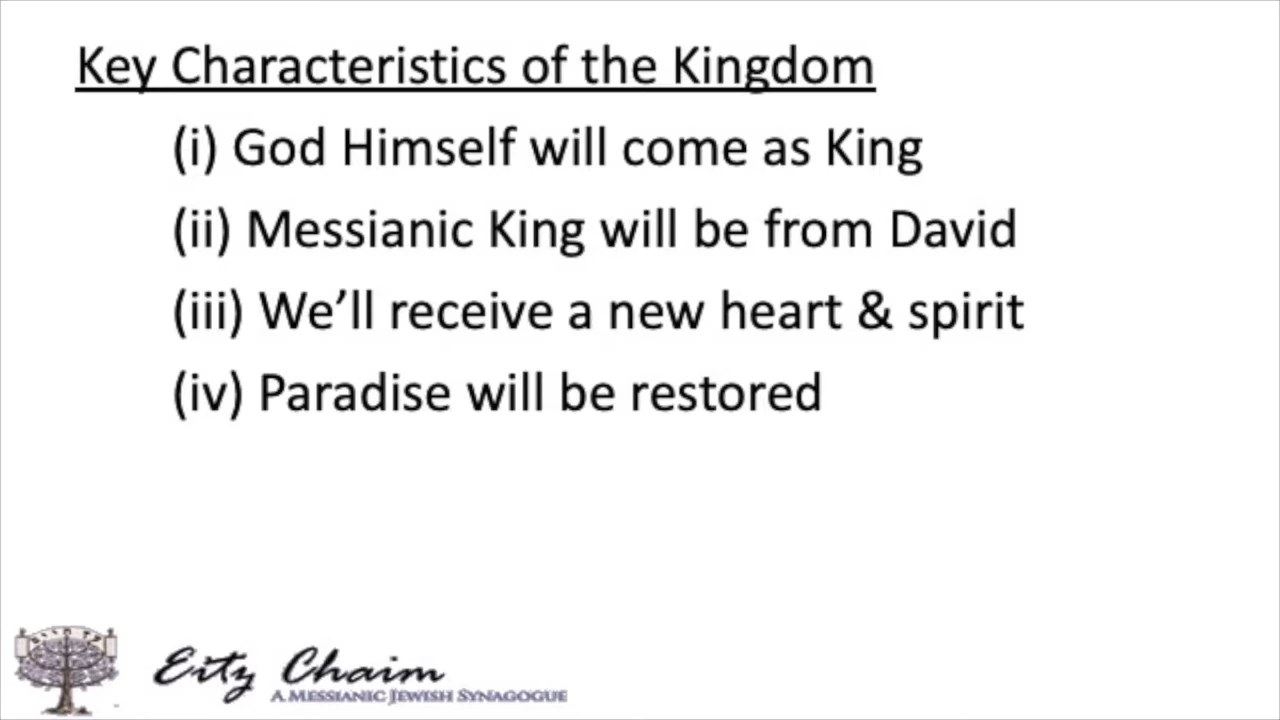 Key Characteristics of the Kingdom
(i) God Himself will come as King
(ii) Messianic King will be from David
(iii) We’ll receive a new heart & spirit
(iv) Paradise will be restored
Eitz Chaim
A Messianic Jewish Synagogue